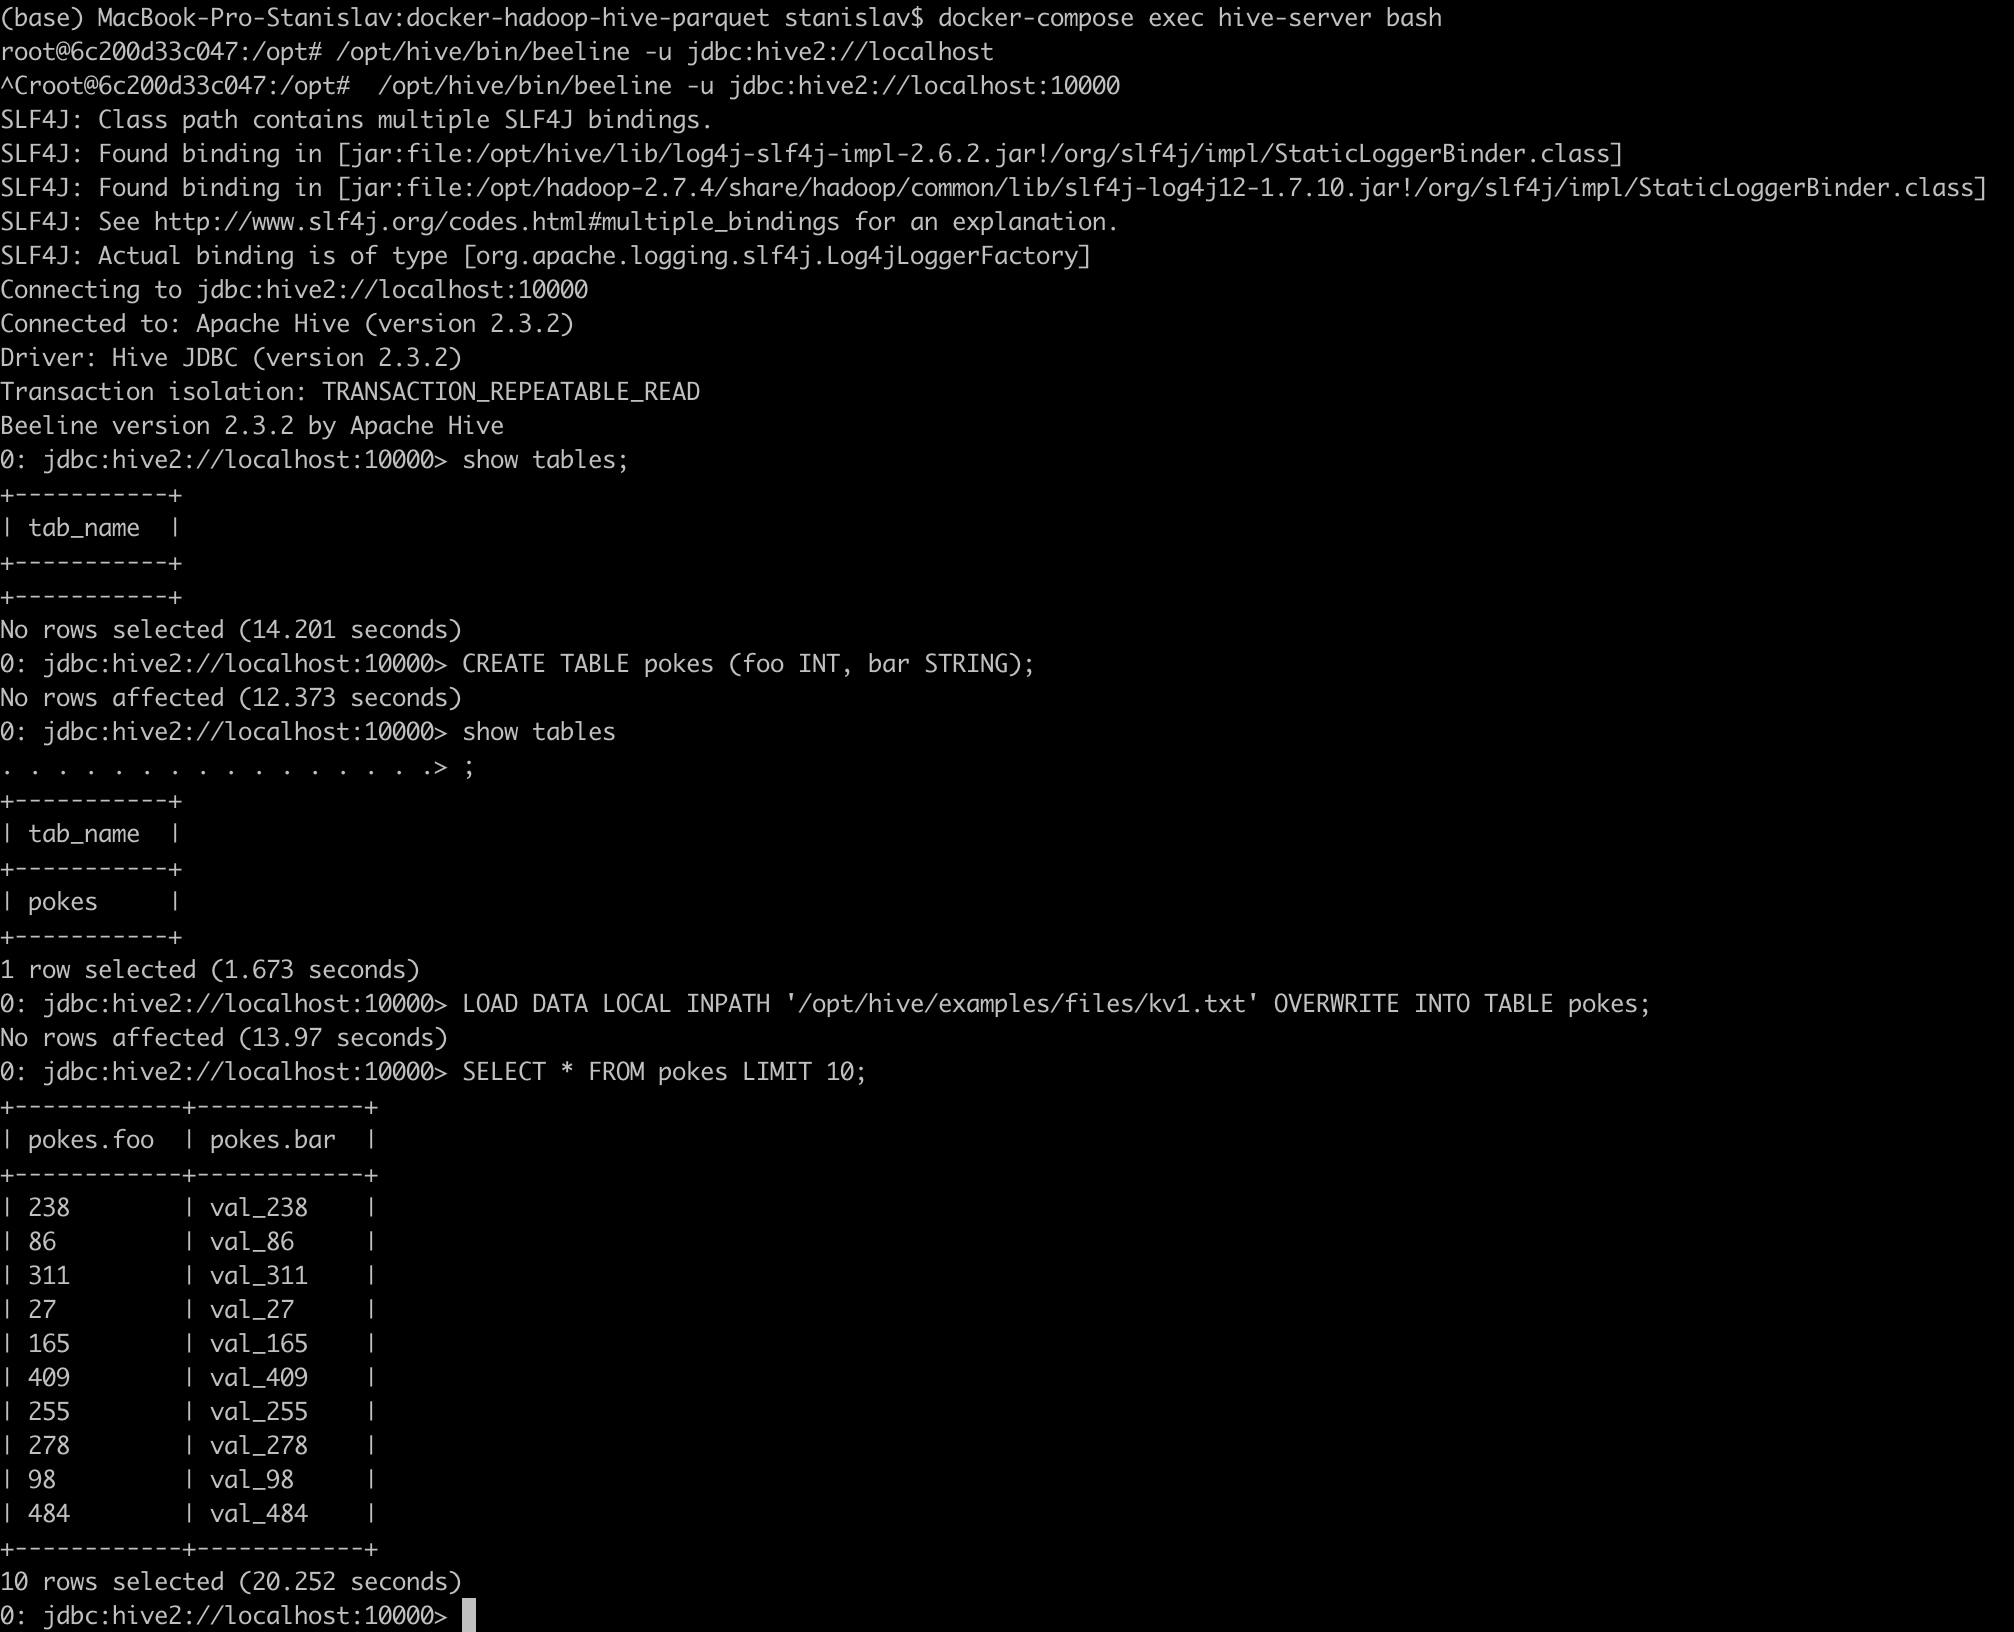 (base) MacBook-Pro-Stanislav:docker-hadoop-hive-parquet stanislav$ docker-compose exec hive-server bash
root@6c200d33c047:/opt# /opt/hive/bin/beeline -u jdbc:hive2://localhost
^Croot@6c200d33c047:/opt#  /opt/hive/bin/beeline -u jdbc:hive2://localhost:10000
SLF4J: Class path contains multiple SLF4J bindings.
SLF4J: Found binding in [jar:file:/opt/hive/lib/log4j-slf4j-impl-2.6.2.jar!/org/slf4j/impl/StaticLoggerBinder.class]
SLF4J: Found binding in [jar:file:/opt/hadoop-2.7.4/share/hadoop/common/lib/slf4j-log4j12-1.7.10.jar!/org/slf4j/impl/StaticLoggerBinder.class]
SLF4J: See http://www.slf4j.org/codes.html#multiple_bindings for an explanation.
SLF4J: Actual binding is of type [org.apache.logging.slf4j.Log4jLoggerFactory]
Connecting to jdbc:hive2://localhost:10000
Connected to: Apache Hive (version 2.3.2)
Driver: Hive JDBC (version 2.3.2)
Transaction isolation: TRANSACTION_REPEATABLE_READ
Beeline version 2.3.2 by Apache Hive
0: jdbc:hive2://localhost:10000> show tables;
+-----------+
| tab_name  |
+-----------+
+-----------+
No rows selected (14.201 seconds)
0: jdbc:hive2://localhost:10000> CREATE TABLE pokes (foo INT, bar STRING);
No rows affected (12.373 seconds)
0: jdbc:hive2://localhost:10000> show tables
. . . . . . . . . . . . . . . .> ;
+-----------+
| tab_name  |
+-----------+
| pokes     |
+-----------+
1 row selected (1.673 seconds)
0: jdbc:hive2://localhost:10000> LOAD DATA LOCAL INPATH '/opt/hive/examples/files/kv1.txt' OVERWRITE INTO TABLE pokes;
No rows affected (13.97 seconds)
0: jdbc:hive2://localhost:10000> SELECT * FROM pokes LIMIT 10;
+------------+------------+
| pokes.foo  | pokes.bar  |
+------------+------------+
| 238        | val_238    |
| 86         | val_86     |
| 311        | val_311    |
| 27         | val_27     |
| 165        | val_165    |
| 409        | val_409    |
| 255        | val_255    |
| 278        | val_278    |
| 98         | val_98     |
| 484        | val_484    |
+------------+------------+
10 rows selected (20.252 seconds)
0: jdbc:hive2://localhost:10000>